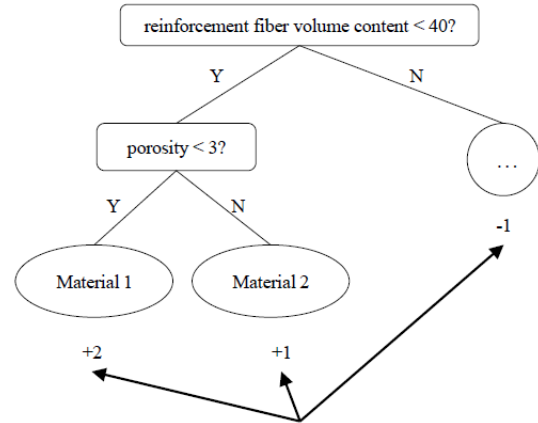 reinforcement fiber volume content < 40?
Y
N
porosity < 3?
...
Y
N
-1
Material 1
Material 2
+2
+1